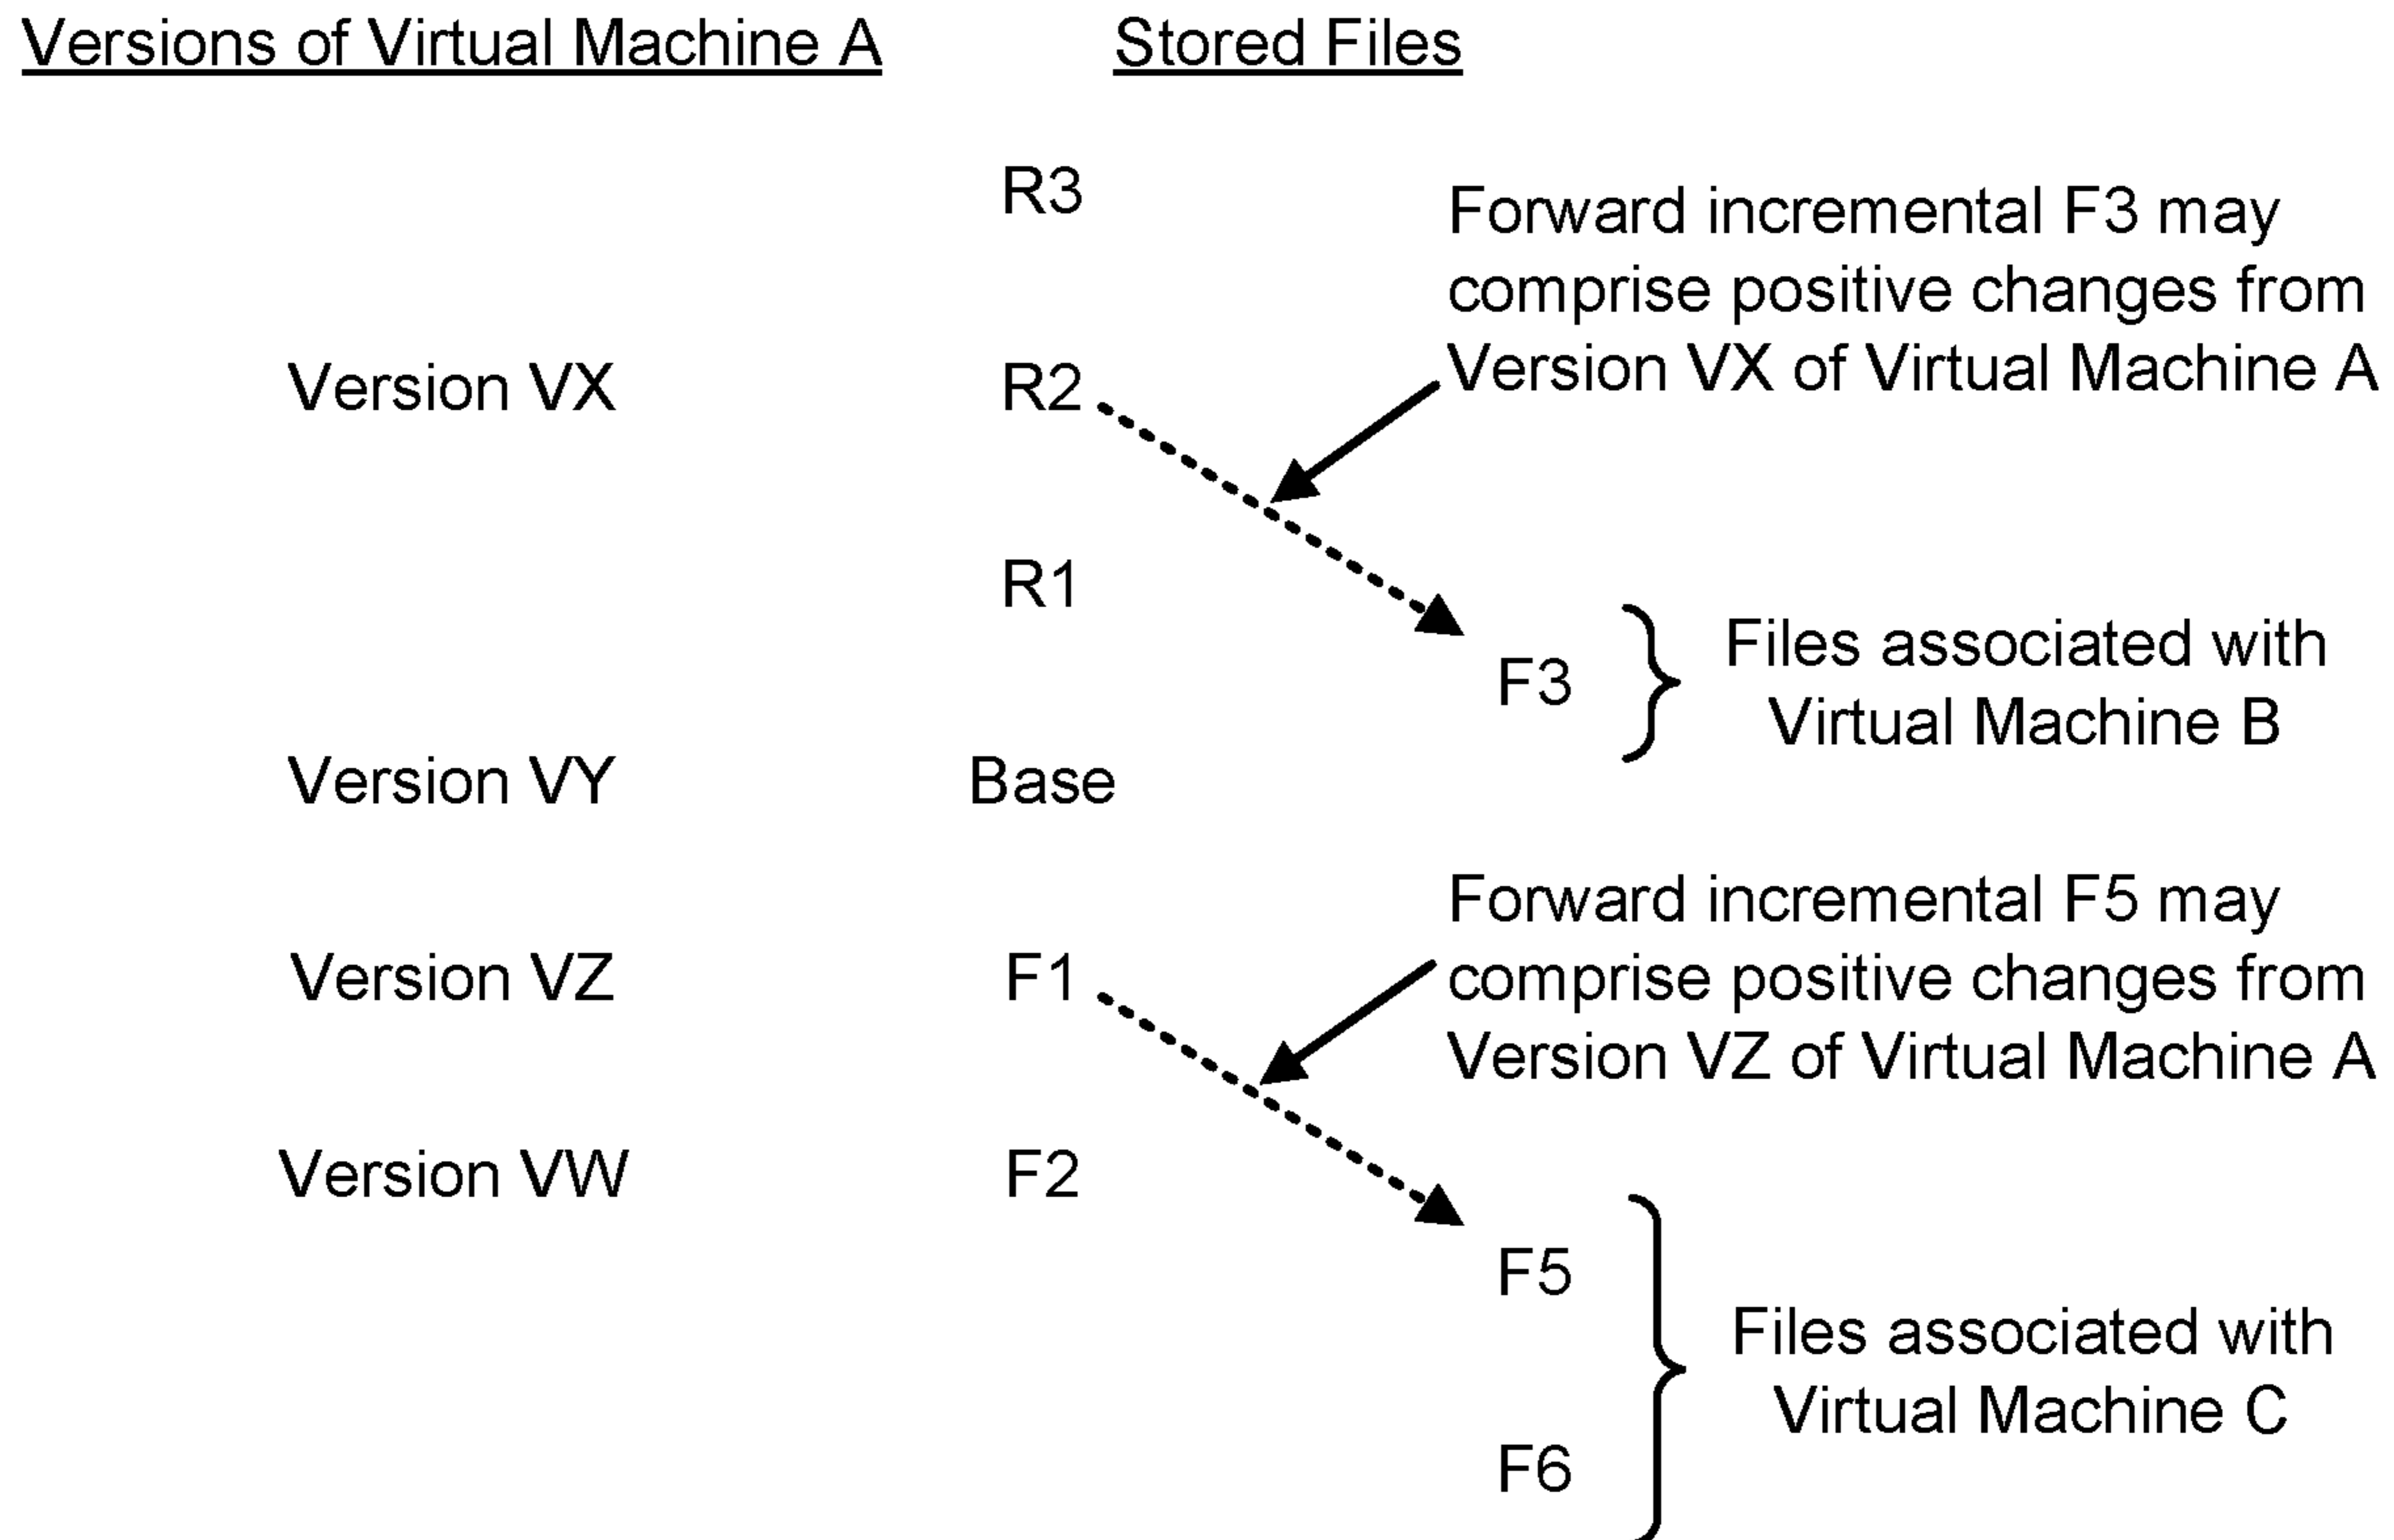 Versions of Virtual Machine A
Stored Files
R3
Forward incremental F3 may
comprise positive changes from
Version VX of Virtual Machine A
Version VX
R2
R1
F3
Files associated with
Virtual Machine B
Version VY
Base
Forward incremental F5 may
comprise positive changes from
Version VZ of Virtual Machine A
Version VZ
F1
Version VW
F2
F5
Files associated with
Virtual Machine C
F6